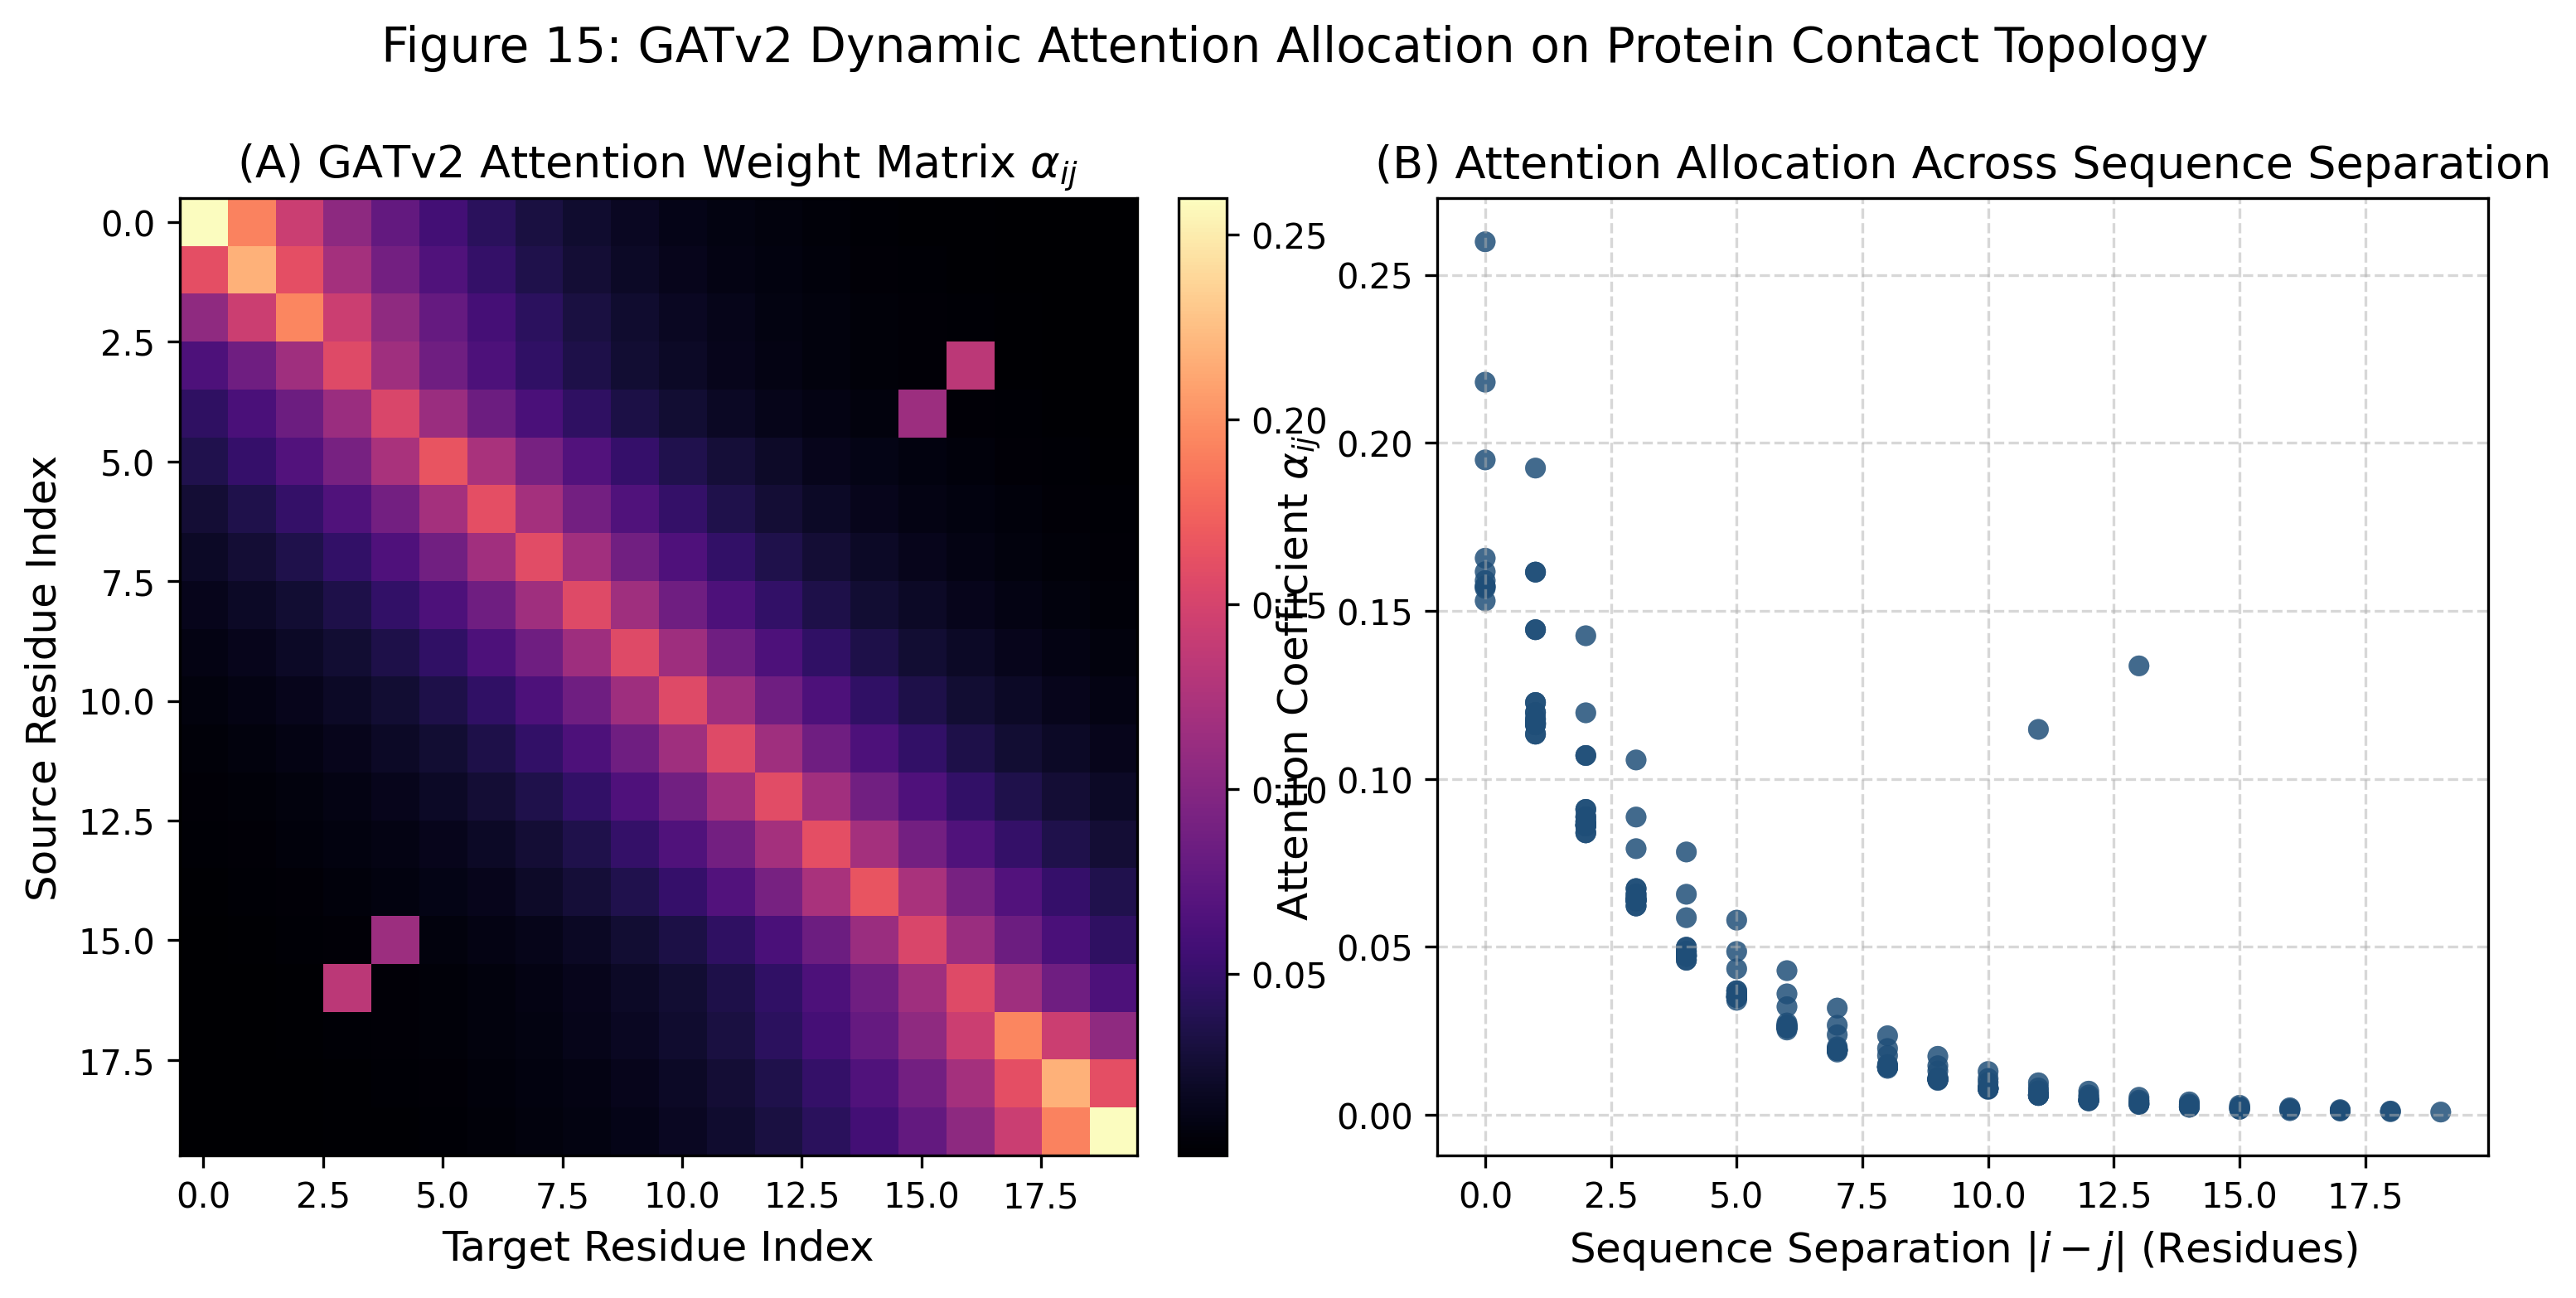 Figure 15: GATv2 Dynamic Attention Allocation on Protein Contact Topology
(A) GATv2 Attention Weight Matrix αij
0.0
2.5
5.0
7.5
10.0
12.5
15.0
17.5
Source Residue Index
0.0 2.5 5.0 7.5 10.0 12.5 15.0 17.5
Target Residue Index
0.25
0.20
0.15
0.10
0.05
(B) Attention Allocation Across Sequence Separation
Attention Coefficient αij
0.25
0.20
0.15
0.10
0.05
0.00
0.0 2.5 5.0 7.5 10.0 12.5 15.0 17.5
Sequence Separation |i − j| (Residues)